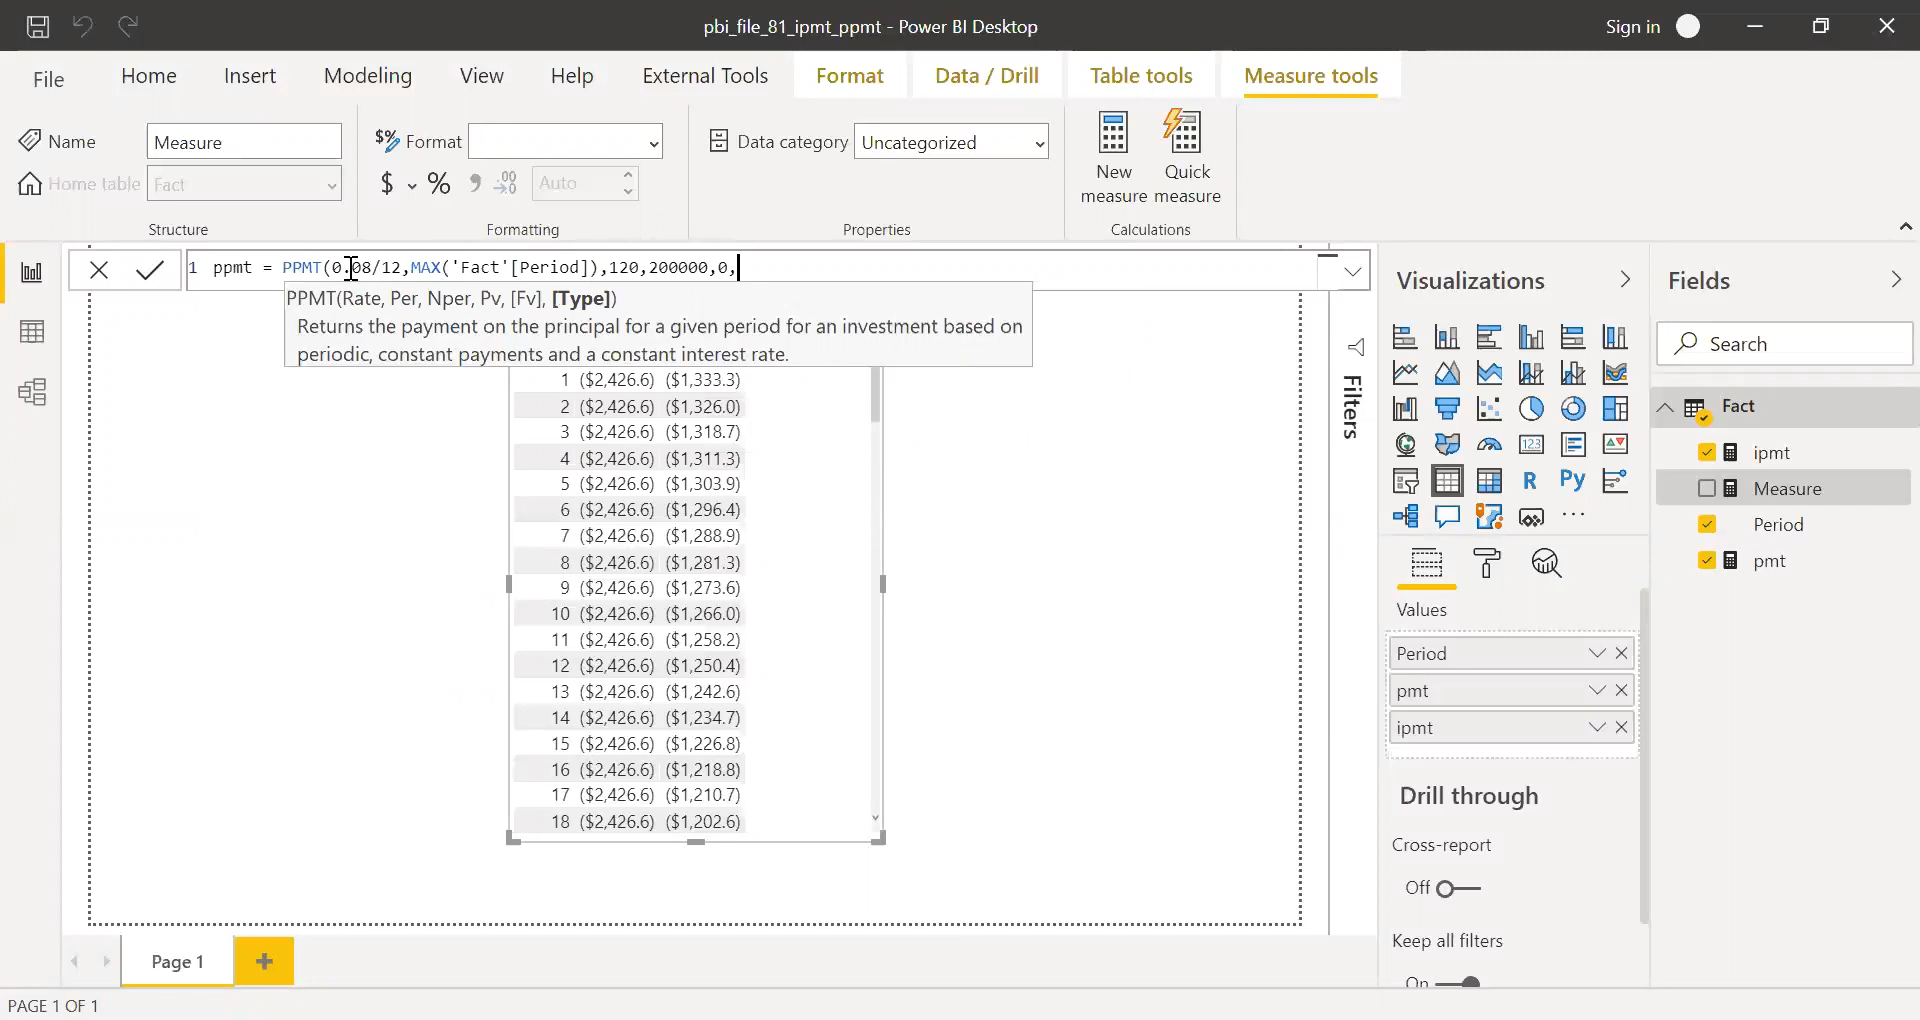 pbi_file_81_ipmt_ppmt - Power BI Desktop
Sign in
File Home Insert Modeling View Help External Tools Format Data / Drill Table tools Measure tools
Name Measure
Home table Fact
Structure
$% Format
$ % 9 .00 →.0 Auto
Formatting
Data category Uncategorized
Properties
New measure
Quick measure
Calculations
1 ppmt = PPMT(0.08/12,MAX('Fact'[Period]),120,200000,0,
PPMT(Rate, Per, Nper, Pv, [Fv], [Type])
Returns the payment on the principal for a given period for an investment based on
periodic, constant payments and a constant interest rate.
1 ($2,426.6) ($1,333.3)
2 ($2,426.6) ($1,326.0)
3 ($2,426.6) ($1,318.7)
4 ($2,426.6) ($1,311.3)
5 ($2,426.6) ($1,303.9)
6 ($2,426.6) ($1,296.4)
7 ($2,426.6) ($1,288.9)
8 ($2,426.6) ($1,281.3)
9 ($2,426.6) ($1,273.6)
10 ($2,426.6) ($1,266.0)
11 ($2,426.6) ($1,258.2)
12 ($2,426.6) ($1,250.4)
13 ($2,426.6) ($1,242.6)
14 ($2,426.6) ($1,234.7)
15 ($2,426.6) ($1,226.8)
16 ($2,426.6) ($1,218.8)
17 ($2,426.6) ($1,210.7)
18 ($2,426.6) ($1,202.6)
Filters
Visualizations
123
R Py
...
Values
Period
pmt
ipmt
Drill through
Cross-report
Off
Keep all filters
On
Fields
Search
Fact
ipmt
Measure
Period
pmt
Page 1
PAGE 1 OF 1